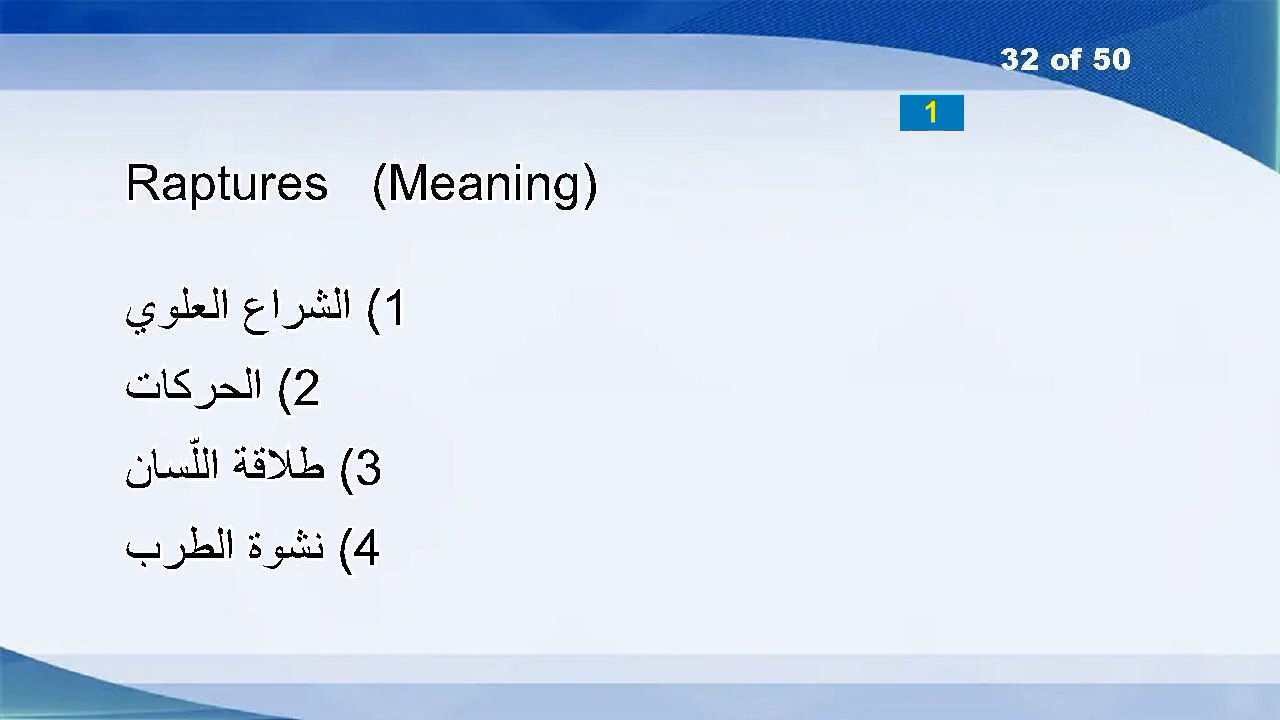 32 of 50
1
Raptures (Meaning)
1) الشراع العلوي
2) الحركات
3) طلاقة اللّسان
4) نشوة الطرب